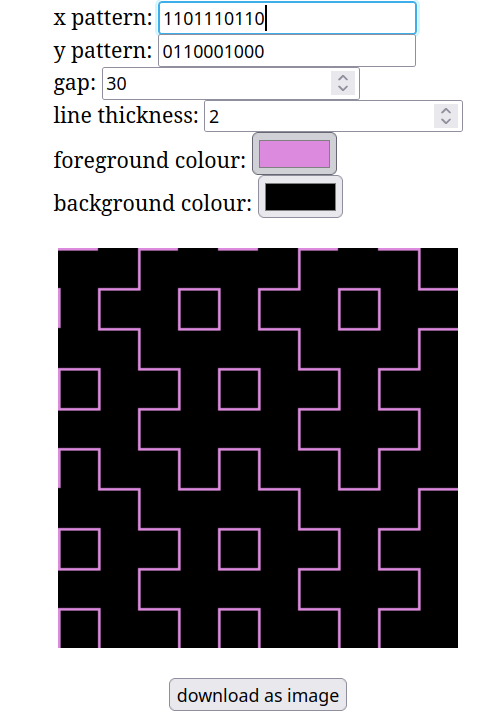 x pattern: 1101110110
y pattern: 0110001000
gap: 30
line thickness: 2
foreground colour:
background colour:
download as image